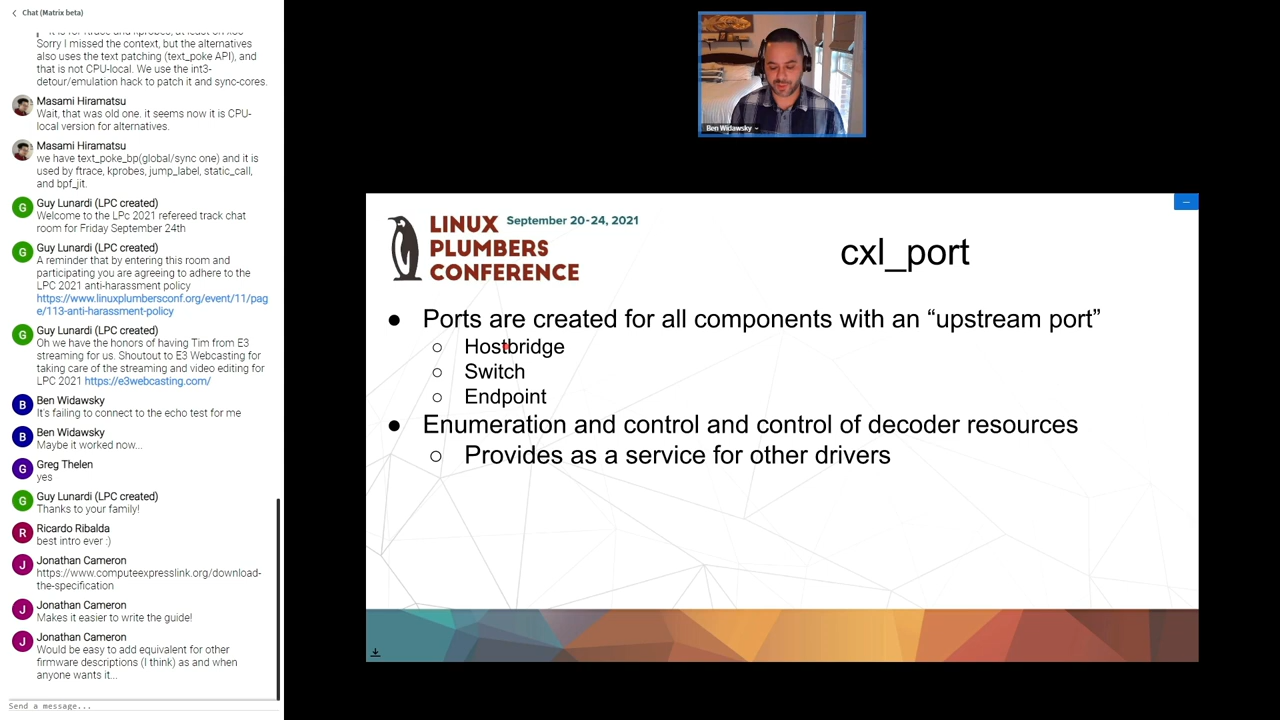 Chat (Matrix beta)
Sorry I missed the context, but the alternatives
also uses the text patching (text_poke API), and
that is not CPU-local. We use the int3-
detour/emulation hack to patch it and sync-cores.
Masami Hiramatsu
Wait, that was old one. it seems now it is CPU-
local version for alternatives.
Masami Hiramatsu
we have text_poke_bp(global/sync one) and it is
used by ftrace, kprobes, jump_label, static_call,
and bpf_jit.
G
Guy Lunardi (LPC created)
Welcome to the LPc 2021 refereed track chat
room for Friday September 24th
G
Guy Lunardi (LPC created)
A reminder that by entering this room and
participating you are agreeing to adhere to the
LPC 2021 anti-harassment policy
https://www.linuxplumbersconf.org/event/11/pag
e/113-anti-harassment-policy
G
Guy Lunardi (LPC created)
Oh we have the honors of having Tim from E3
streaming for us. Shoutout to E3 Webcasting for
taking care of the streaming and video editing for
LPC 2021 https://e3webcasting.com/
B
Ben Widawsky
It's failing to connect to the echo test for me
B
Ben Widawsky
Maybe it worked now...
G
Greg Thelen
yes
G
Guy Lunardi (LPC created)
Thanks to your family!
R
Ricardo Ribalda
best intro ever :)
J
Jonathan Cameron
https://www.computeexpresslink.org/download-
the-specification
J
Jonathan Cameron
Makes it easier to write the guide!
J
Jonathan Cameron
Would be easy to add equivalent for other
firmware descriptions (I think) as and when
anyone wants it...
Send a message...
Ben Widawsky
LINUX
PLUMBERS
CONFERENCE
September 20-24, 2021
cxl_port
● Ports are created for all components with an “upstream port”
○ Hostbridge
○ Switch
○ Endpoint
● Enumeration and control and control of decoder resources
○ Provides as a service for other drivers